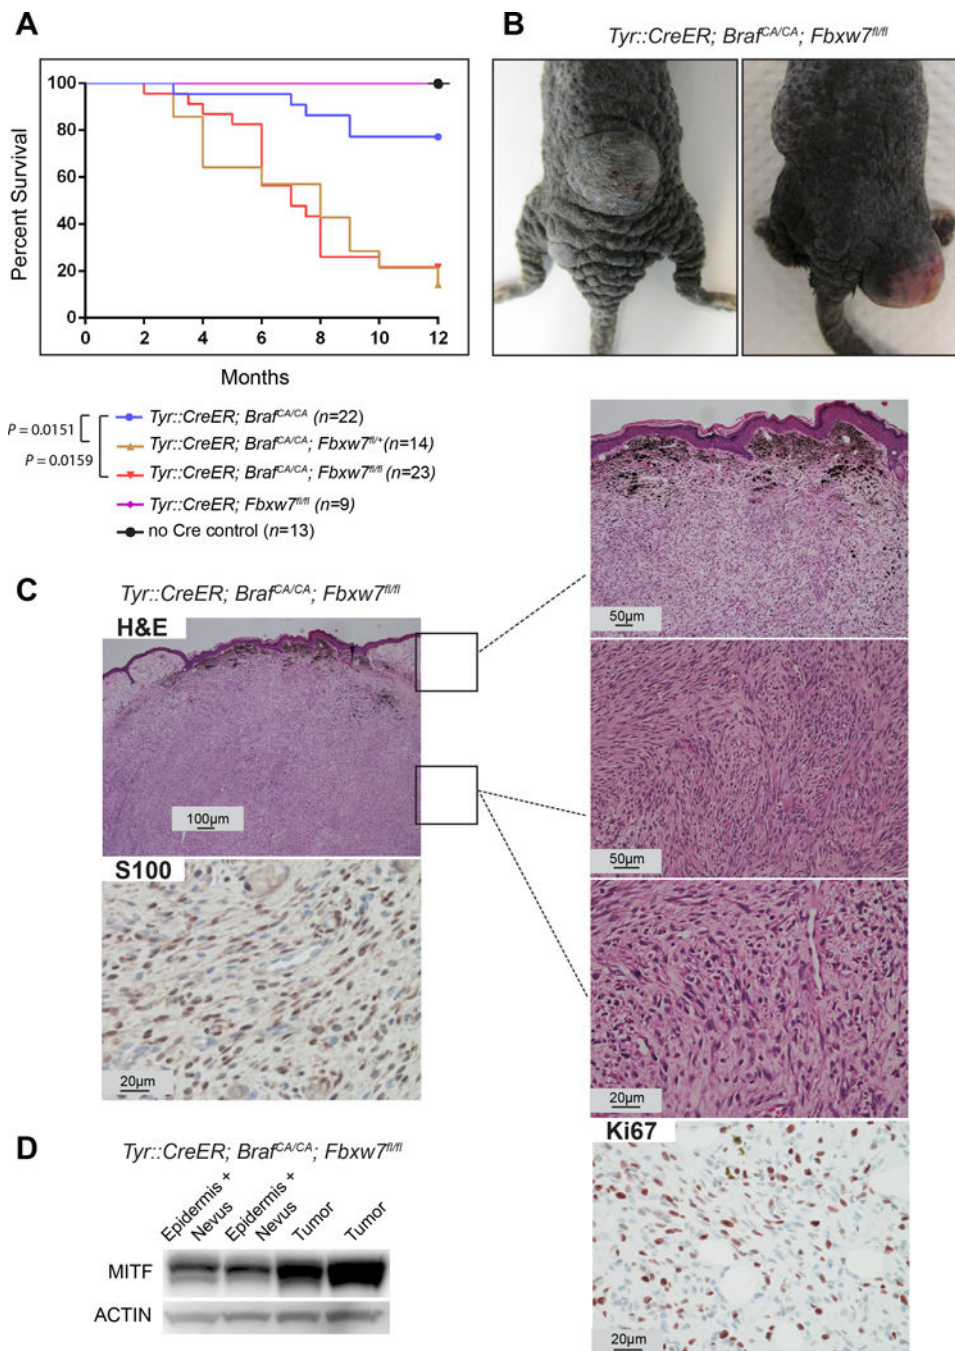 A
B
Tyr::CreER; Braf^CA/CA; Fbxw7^fl/fl
100
80
60
40
20
0
Percent Survival
0 2 4 6 8 10 12
Months
P = 0.0151
P = 0.0159
Tyr::CreER; Braf^CA/CA (n=22)
Tyr::CreER; Braf^CA/CA; Fbxw7^fl/+ (n=14)
Tyr::CreER; Braf^CA/CA; Fbxw7^fl/fl (n=23)
Tyr::CreER; Fbxw7^fl/fl (n=9)
no Cre control (n=13)
C
Tyr::CreER; Braf^CA/CA; Fbxw7^fl/fl
H&E
100µm
50µm
50µm
S100
20µm
20µm
Ki67
20µm
D
Tyr::CreER; Braf^CA/CA; Fbxw7^fl/fl
Epidermis + Nevus
Epidermis + Nevus
Tumor
Tumor
MITF
ACTIN